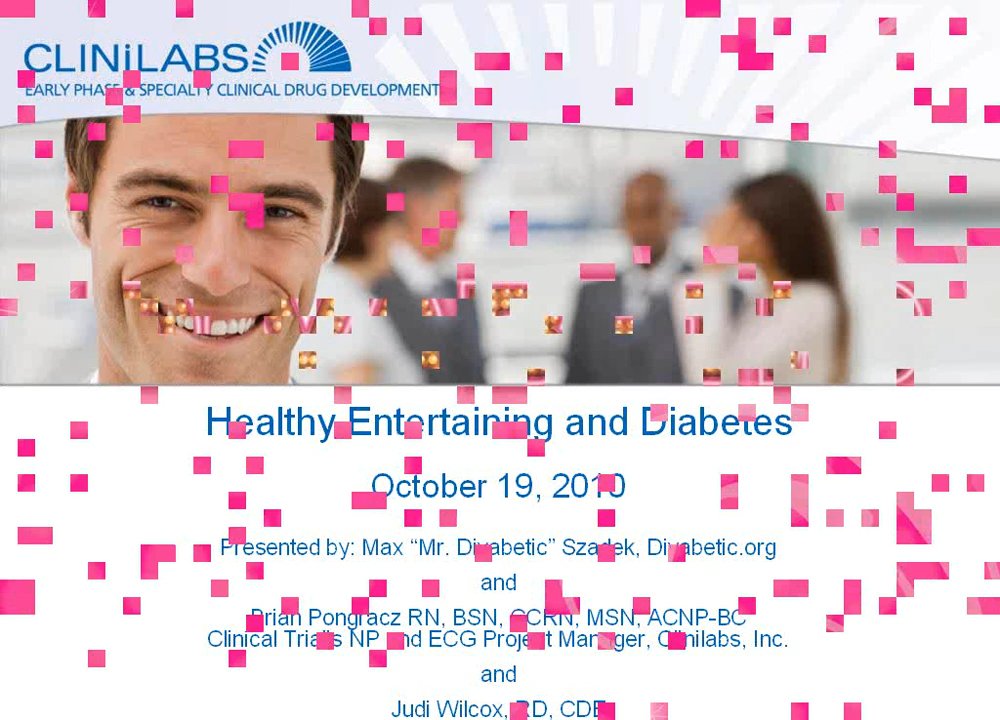 CLINiLABS
EARLY PHASE & SPECIALTY CLINICAL DRUG DEVELOPMENT
Healthy Entertaining and Diabetes
October 19, 2010
Presented by: Max “Mr. Divabetic” Szadek, Divabetic.org
and
Brian Pongracz RN, BSN, CCRN, MSN, ACNP-BC
Clinical Trials NP and ECG Project Manager, Clinilabs, Inc.
and
Judi Wilcox, RD, CDE